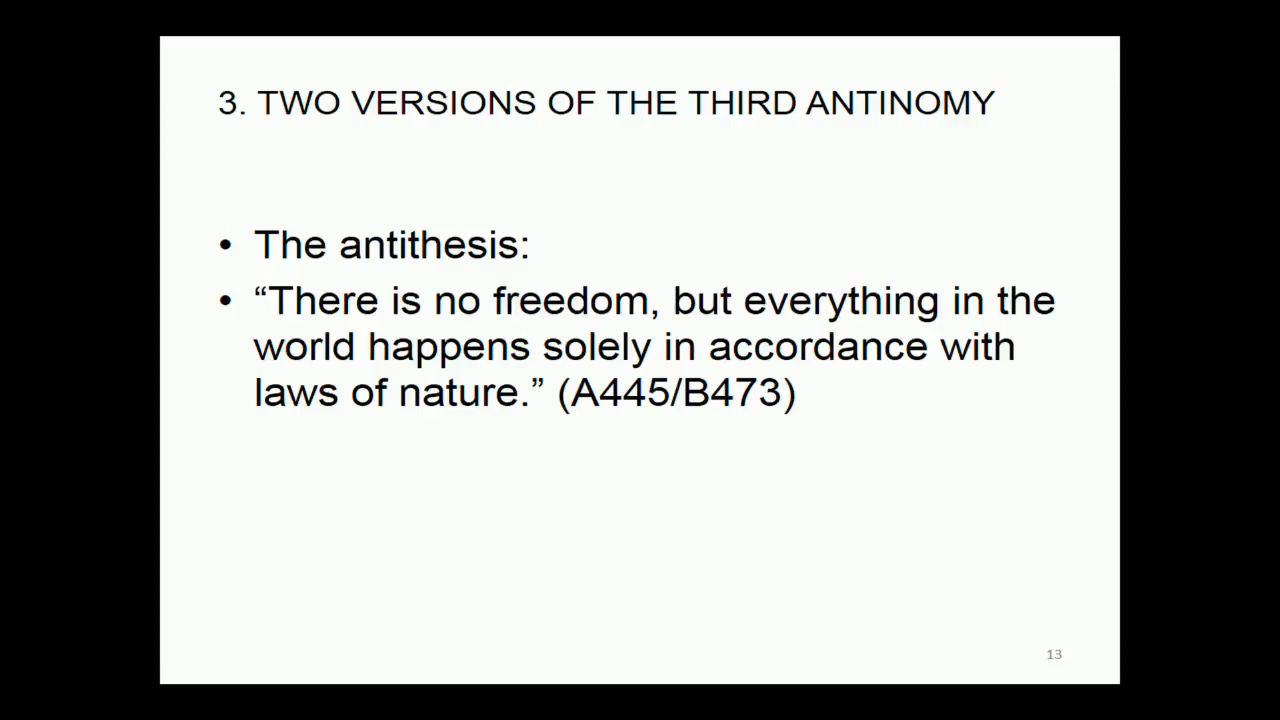 3. TWO VERSIONS OF THE THIRD ANTINOMY
• The antithesis:
• “There is no freedom, but everything in the
world happens solely in accordance with
laws of nature.” (A445/B473)
13